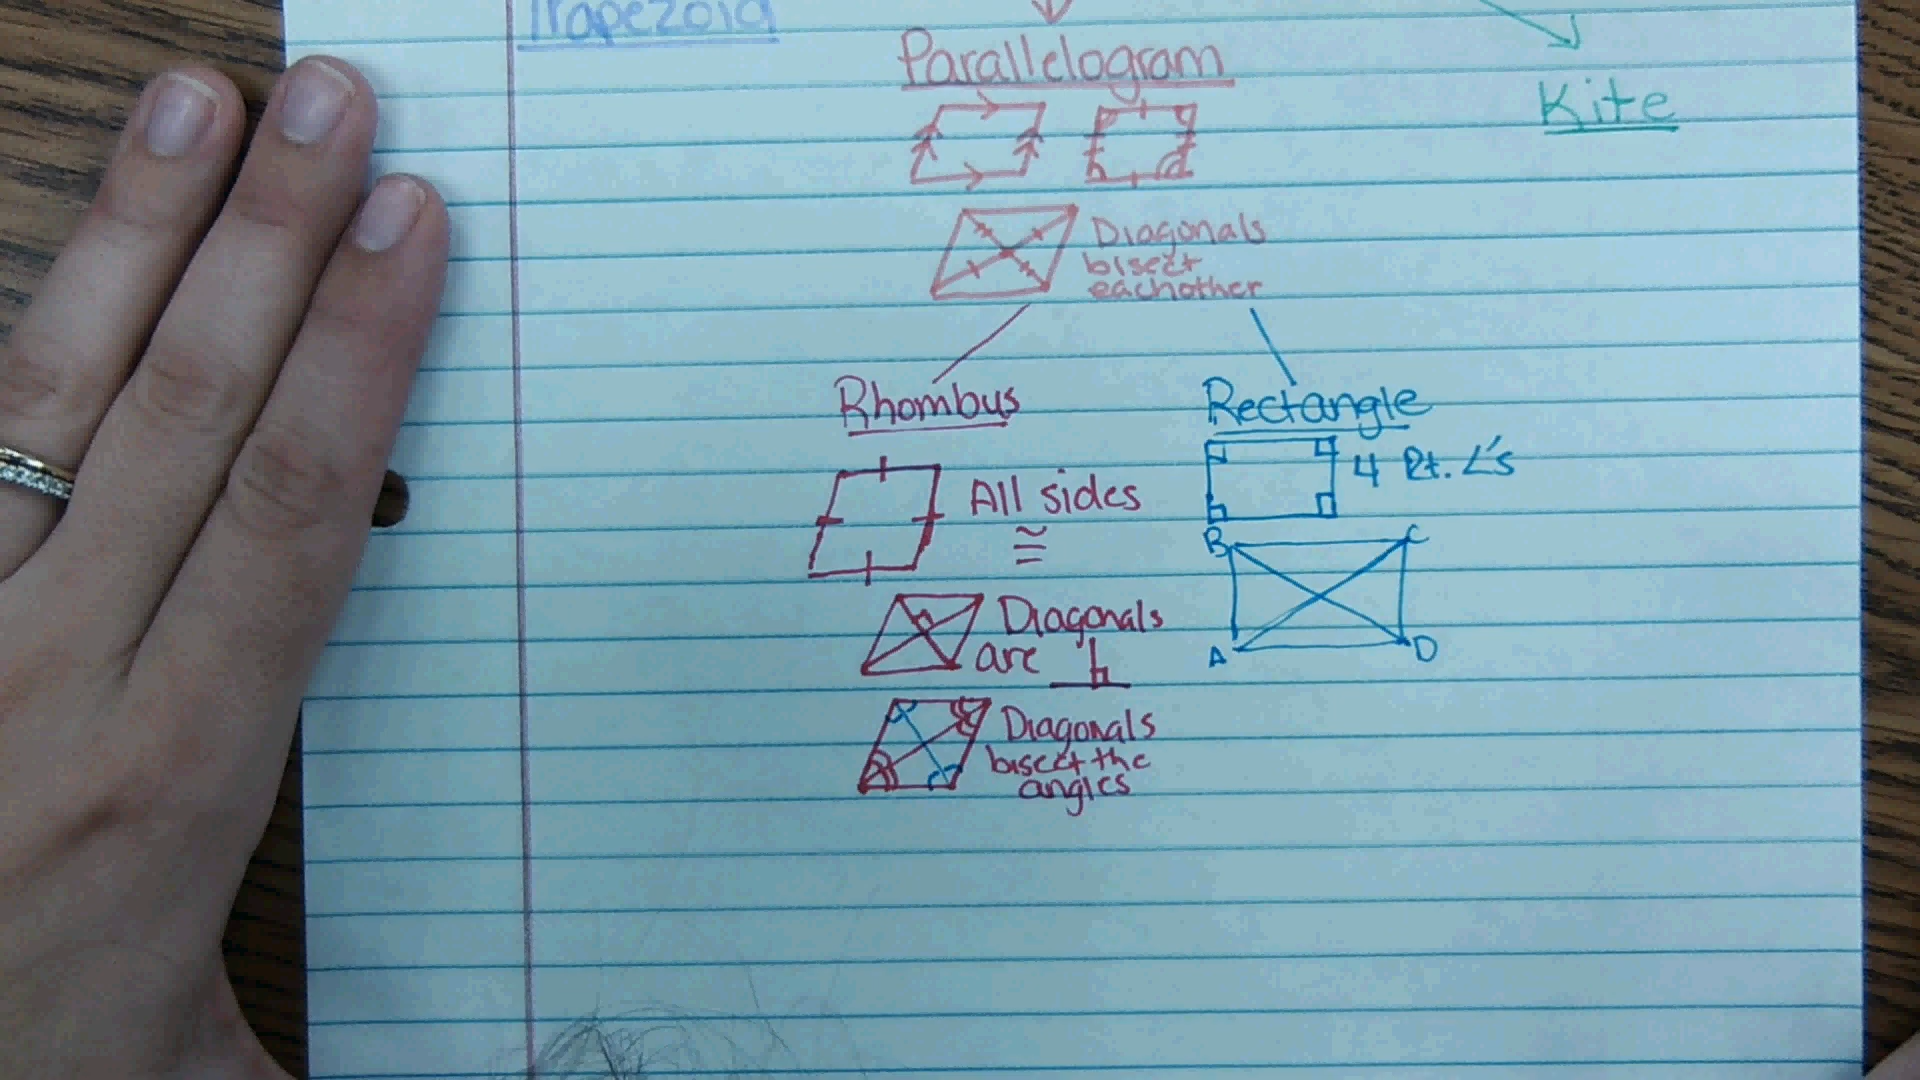 Trapezoid
Parallelogram
Kite
Diagonals
bisect
eachother
Rhombus
All sides
≅
Diagonals
are ⊥
Diagonals
bisect the
angles
Rectangle
4 Rt. ∠'s
B C
A D